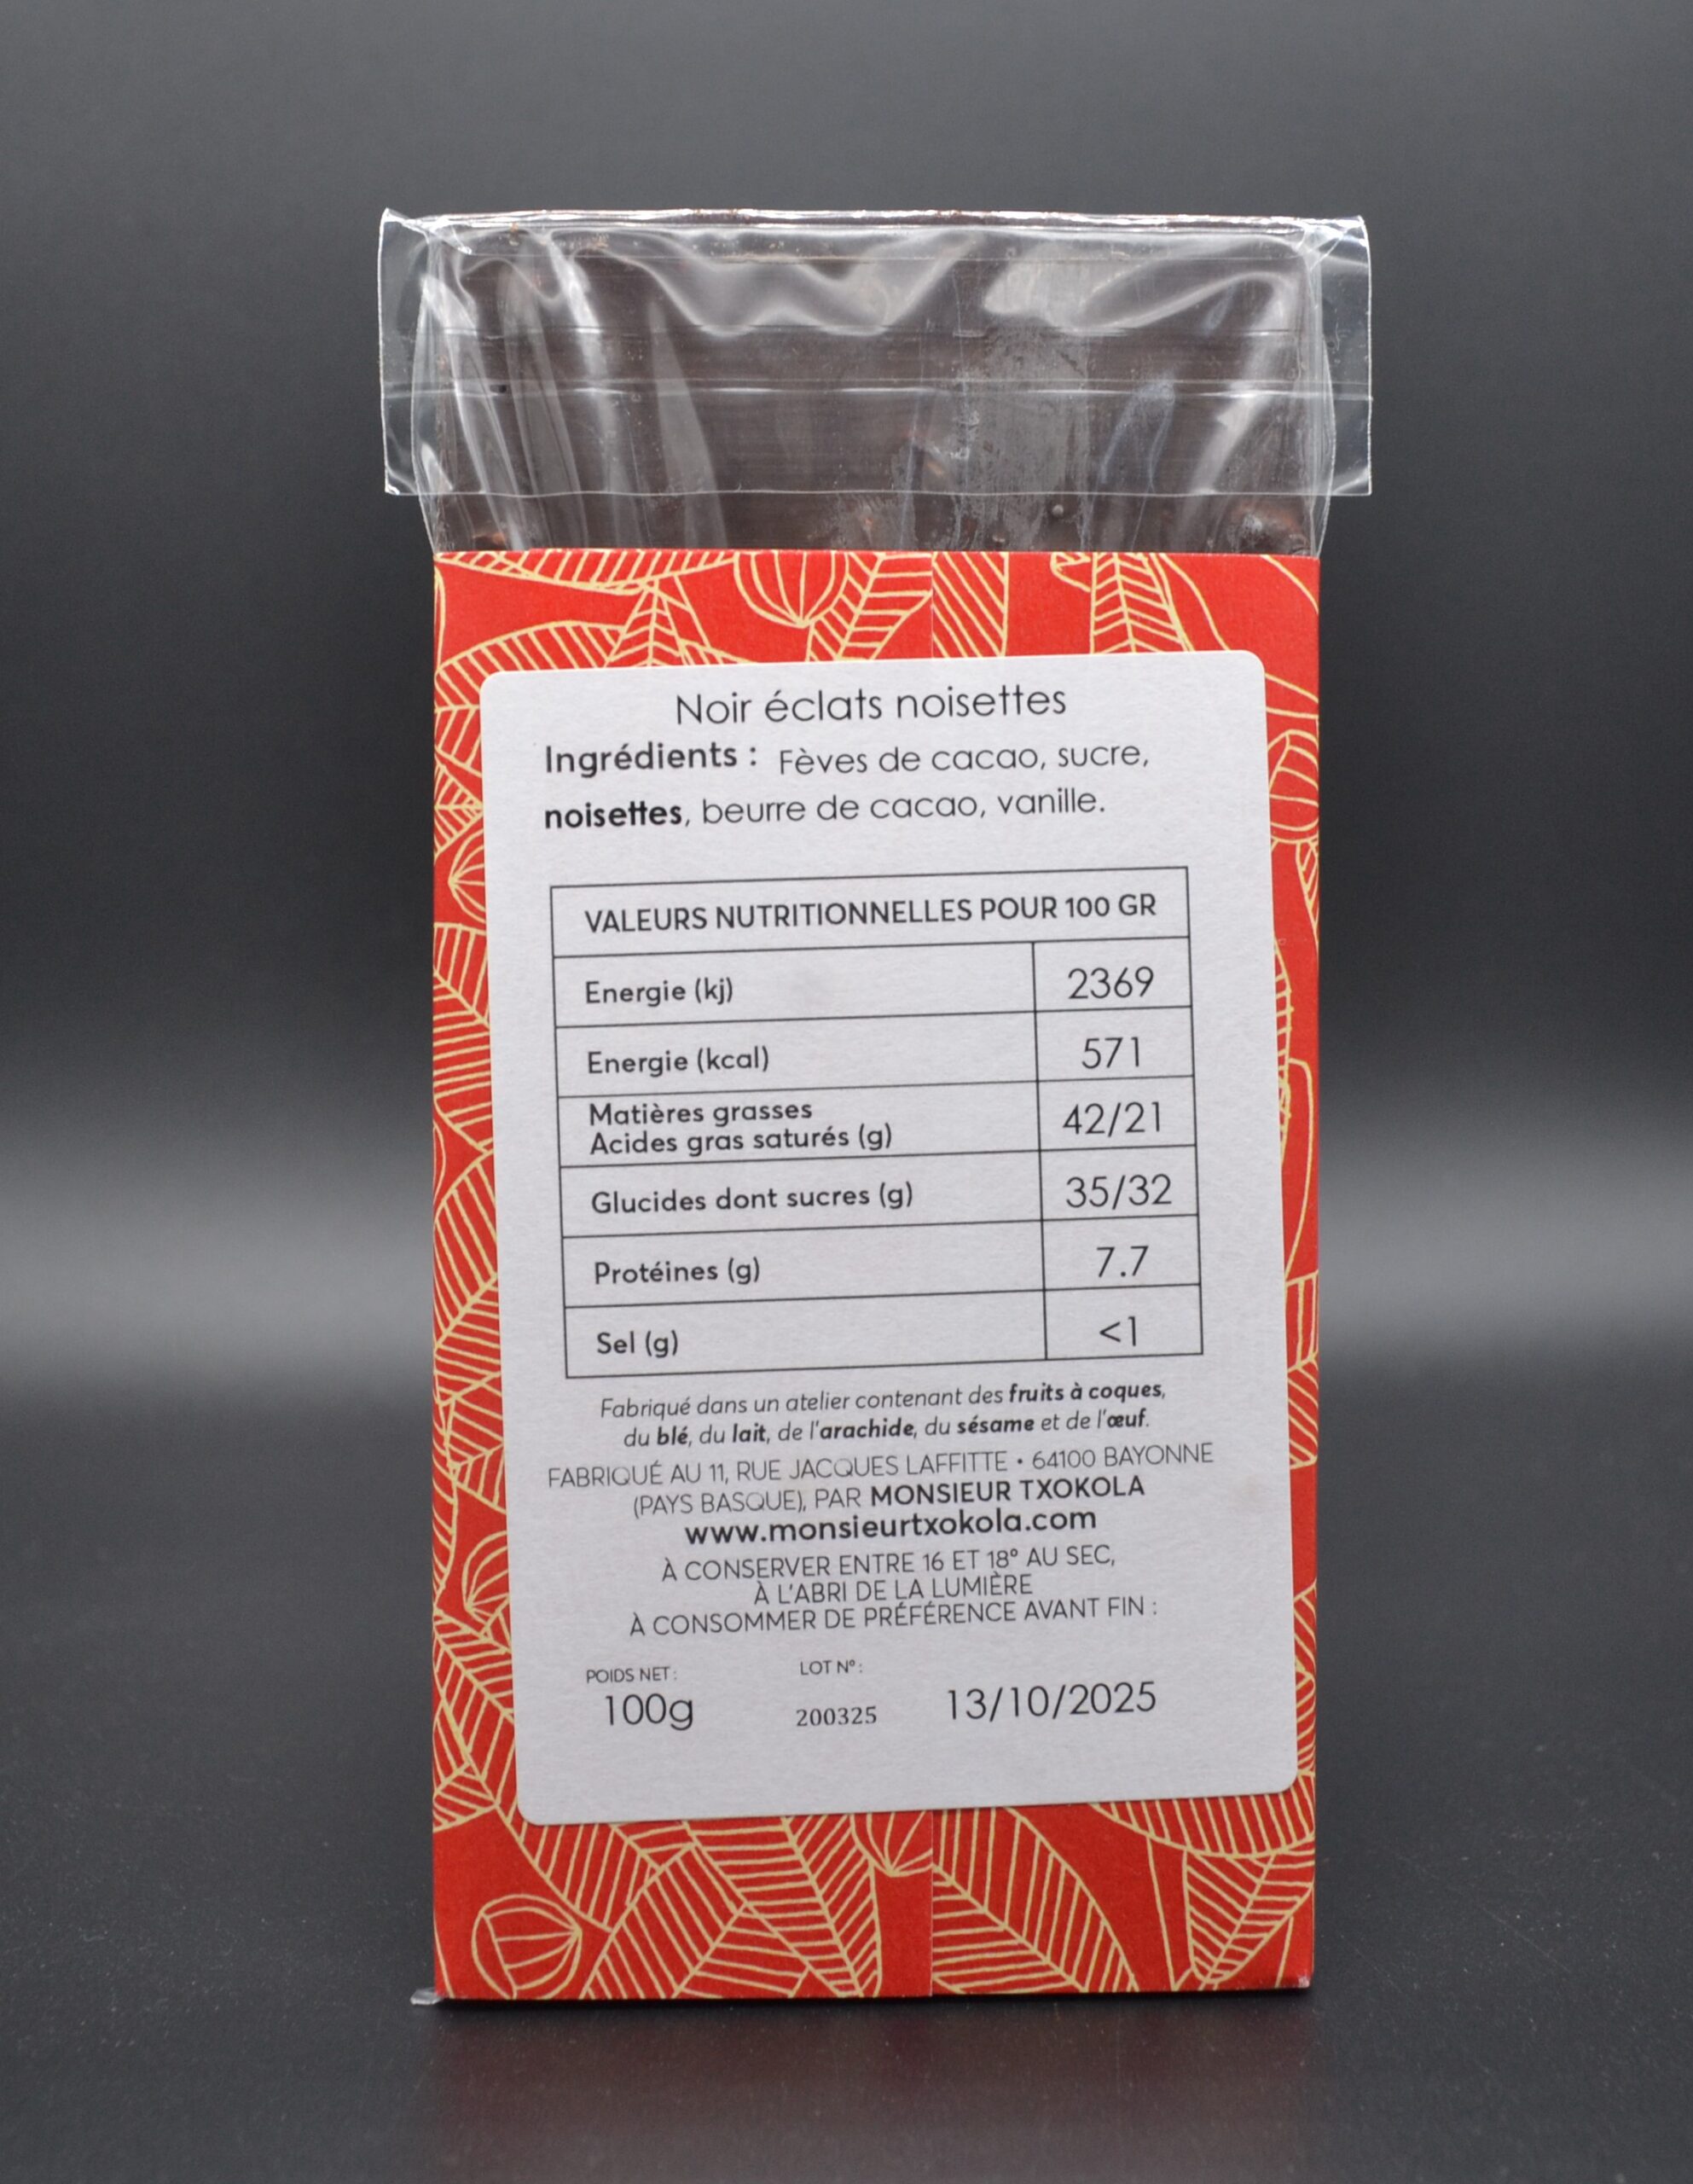 Noir éclats noisettes
Ingrédients : Fèves de cacao, sucre,
noisettes, beurre de cacao, vanille.
VALEURS NUTRITIONNELLES POUR 100 GR
Energie (kj) 2369
Energie (kcal) 571
Matières grasses
Acides gras saturés (g) 42/21
Glucides dont sucres (g) 35/32
Protéines (g) 7.7
Sel (g) <1
Fabriqué dans un atelier contenant des fruits à coques,
du blé, du lait, de l'arachide, du sésame et de l'œuf.
FABRIQUÉ AU 11, RUE JACQUES LAFFITTE • 64100 BAYONNE
(PAYS BASQUE), PAR MONSIEUR TXOKOLA
www.monsieurtxokola.com
À CONSERVER ENTRE 16 ET 18° AU SEC,
À L'ABRI DE LA LUMIÈRE
À CONSOMMER DE PRÉFÉRENCE AVANT FIN :
POIDS NET : LOT N° :
100g 200325 13/10/2025